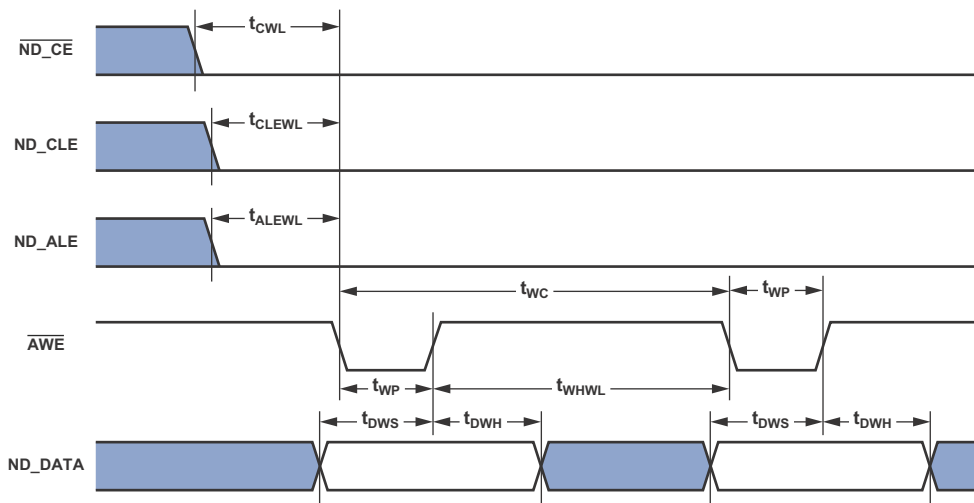 ND_CE
t_CWL
ND_CLE
t_CLEWL
ND_ALE
t_ALEWL
t_WC
t_WP
AWE
t_WP
t_WHWL
t_DWS
t_DWH
t_DWS
t_DWH
ND_DATA